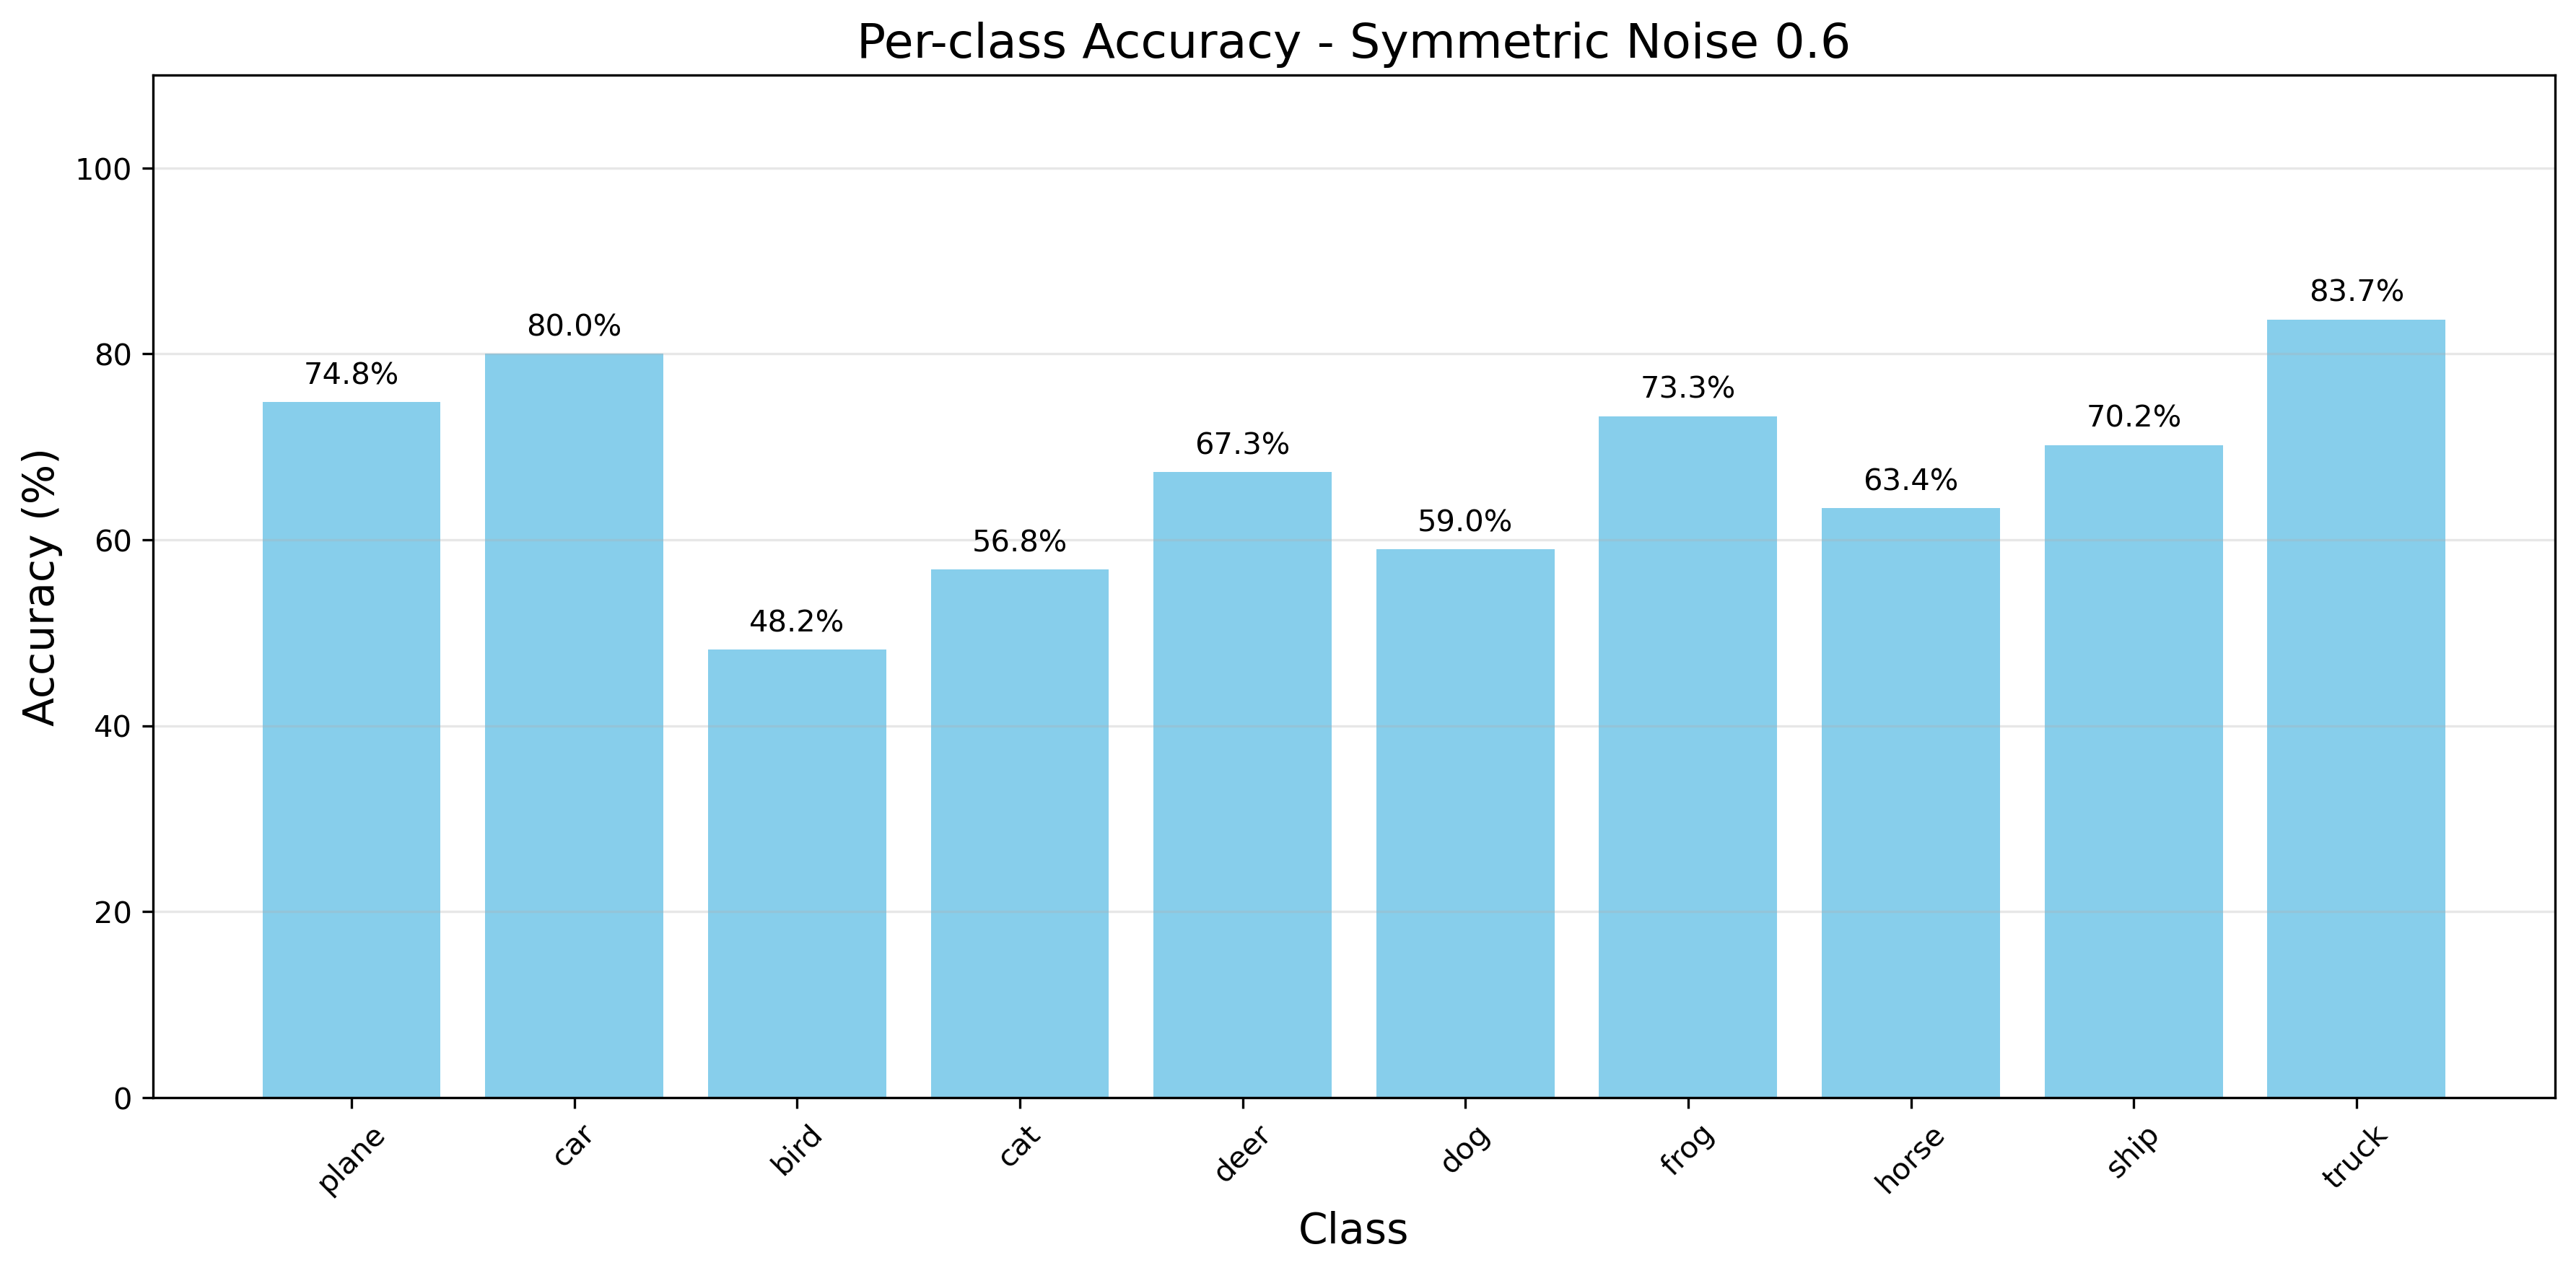 Per-class Accuracy - Symmetric Noise 0.6
Accuracy (%)
100
80
60
40
20
0
74.8%
80.0%
48.2%
56.8%
67.3%
59.0%
73.3%
63.4%
70.2%
83.7%
plane
car
bird
cat
deer
dog
frog
horse
ship
truck
Class